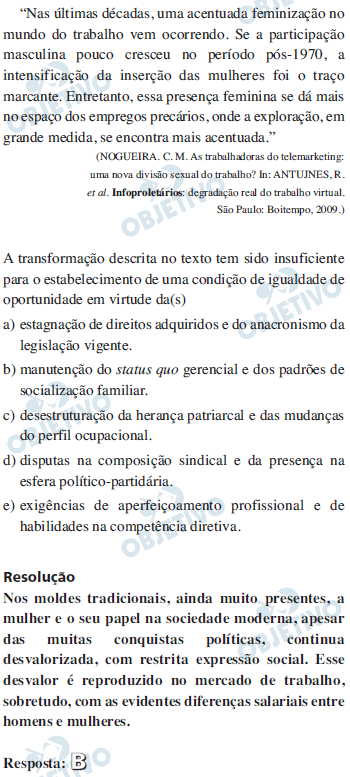 “Nas últimas décadas, uma acentuada feminização no
mundo do trabalho vem ocorrendo. Se a participação
masculina pouco cresceu no período pós-1970, a
intensificação da inserção das mulheres foi o traço
marcante. Entretanto, essa presença feminina se dá mais
no espaço dos empregos precários, onde a exploração, em
grande medida, se encontra mais acentuada.”
(NOGUEIRA. C. M. As trabalhadoras do telemarketing:
uma nova divisão sexual do trabalho? In: ANTUJNES, R.
et al. Infoproletários: degradação real do trabalho virtual.
São Paulo: Boitempo, 2009.)
A transformação descrita no texto tem sido insuficiente
para o estabelecimento de uma condição de igualdade de
oportunidade em virtude da(s)
a) estagnação de direitos adquiridos e do anacronismo da
legislação vigente.
b) manutenção do status quo gerencial e dos padrões de
socialização familiar.
c) desestruturação da herança patriarcal e das mudanças
do perfil ocupacional.
d) disputas na composição sindical e da presença na
esfera político-partidária.
e) exigências de aperfeiçoamento profissional e de
habilidades na competência diretiva.
Resolução
Nos moldes tradicionais, ainda muito presentes, a
mulher e o seu papel na sociedade moderna, apesar
das muitas conquistas políticas, continua
desvalorizada, com restrita expressão social. Esse
desvalor é reproduzido no mercado de trabalho,
sobretudo, com as evidentes diferenças salariais entre
homens e mulheres.
Resposta: B
OBJETIVO
OBJETIVO
OBJETIVO
OBJETIVO
OBJETIVO
OBJETIVO
OBJETIVO
OBJETIVO